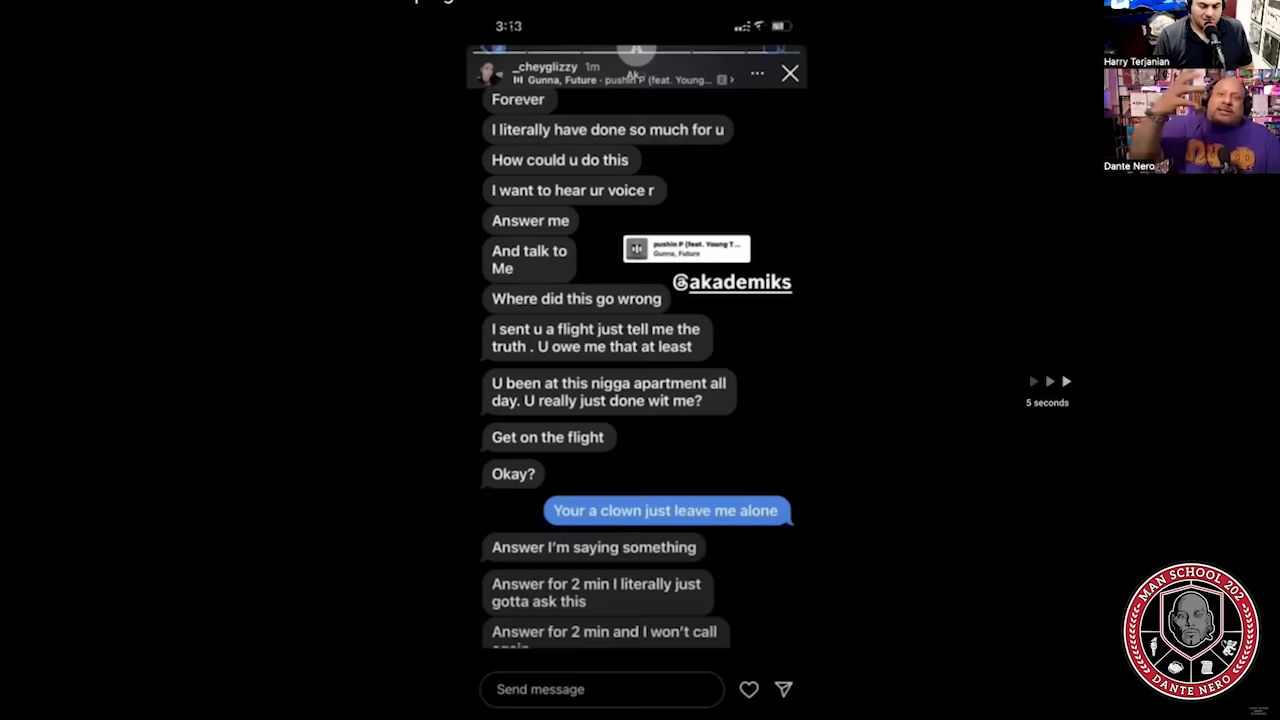 3:13
_cheyglizzy 1m
Gunna, Future · pushin P (feat. Young... E >
Forever
I literally have done so much for u
How could u do this
I want to hear ur voice r
Answer me
And talk to
Me
pushin P (feat. Young T...
Gunna, Future
@akademiks
Where did this go wrong
I sent u a flight just tell me the
truth . U owe me that at least
U been at this nigga apartment all
day. U really just done wit me?
Get on the flight
Okay?
Your a clown just leave me alone
Answer I'm saying something
Answer for 2 min I literally just
gotta ask this
Answer for 2 min and I won't call
Send message
Harry Terjanian
Dante Nero
5 seconds
MAN SCHOOL 202
DANTE NERO